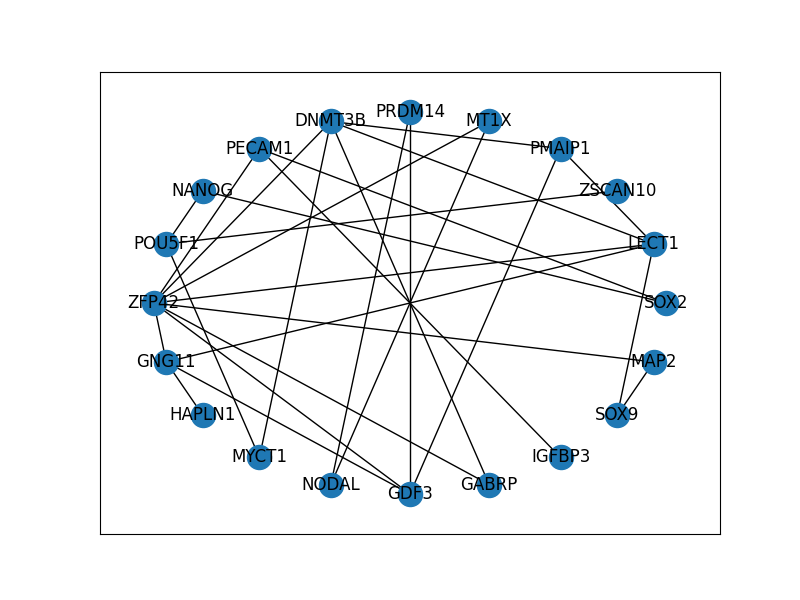 PRDM14
DNMT3B
MT1X
PECAM1
PMAIP1
NANOG
ZSCAN10
POU5F1
LECT1
ZFP42
SOX2
GNG11
MAP2
HAPLN1
SOX9
MYCT1
IGFBP3
NODAL
GABRP
GDF3